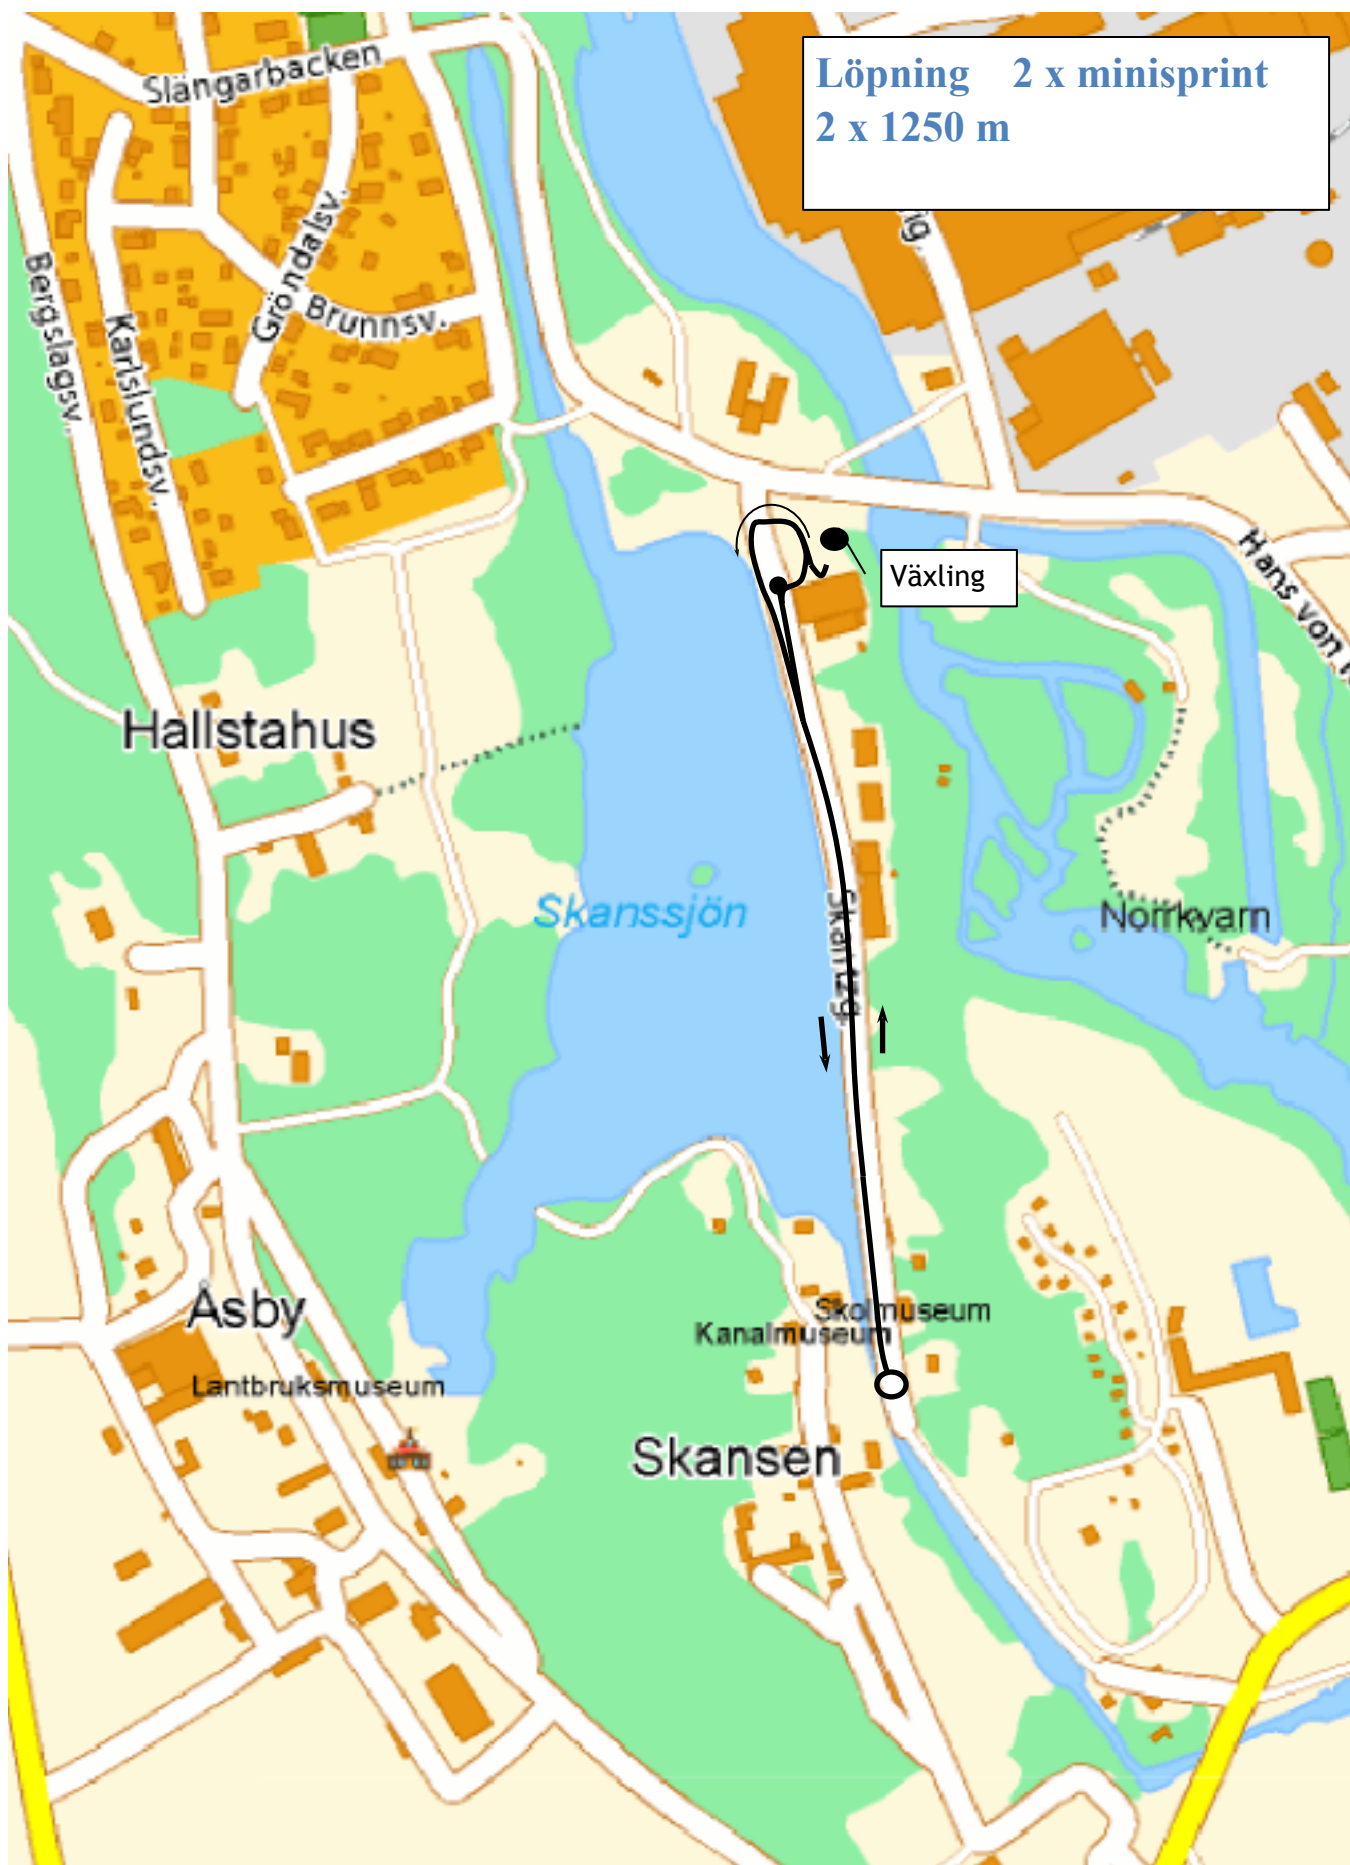 Löpning 2 x minisprint
2 x 1250 m
Slängarbacken
ig.
Gröndalsv.
Bergslagsv.
Karlslundsv.
Brunnsv.
Hans von
Växling
Hallstahus
Skanssjön
Norrkvarn
Åsby
Skolmuseum
Kanalmuseum
Lantbruksmuseum
Skansen